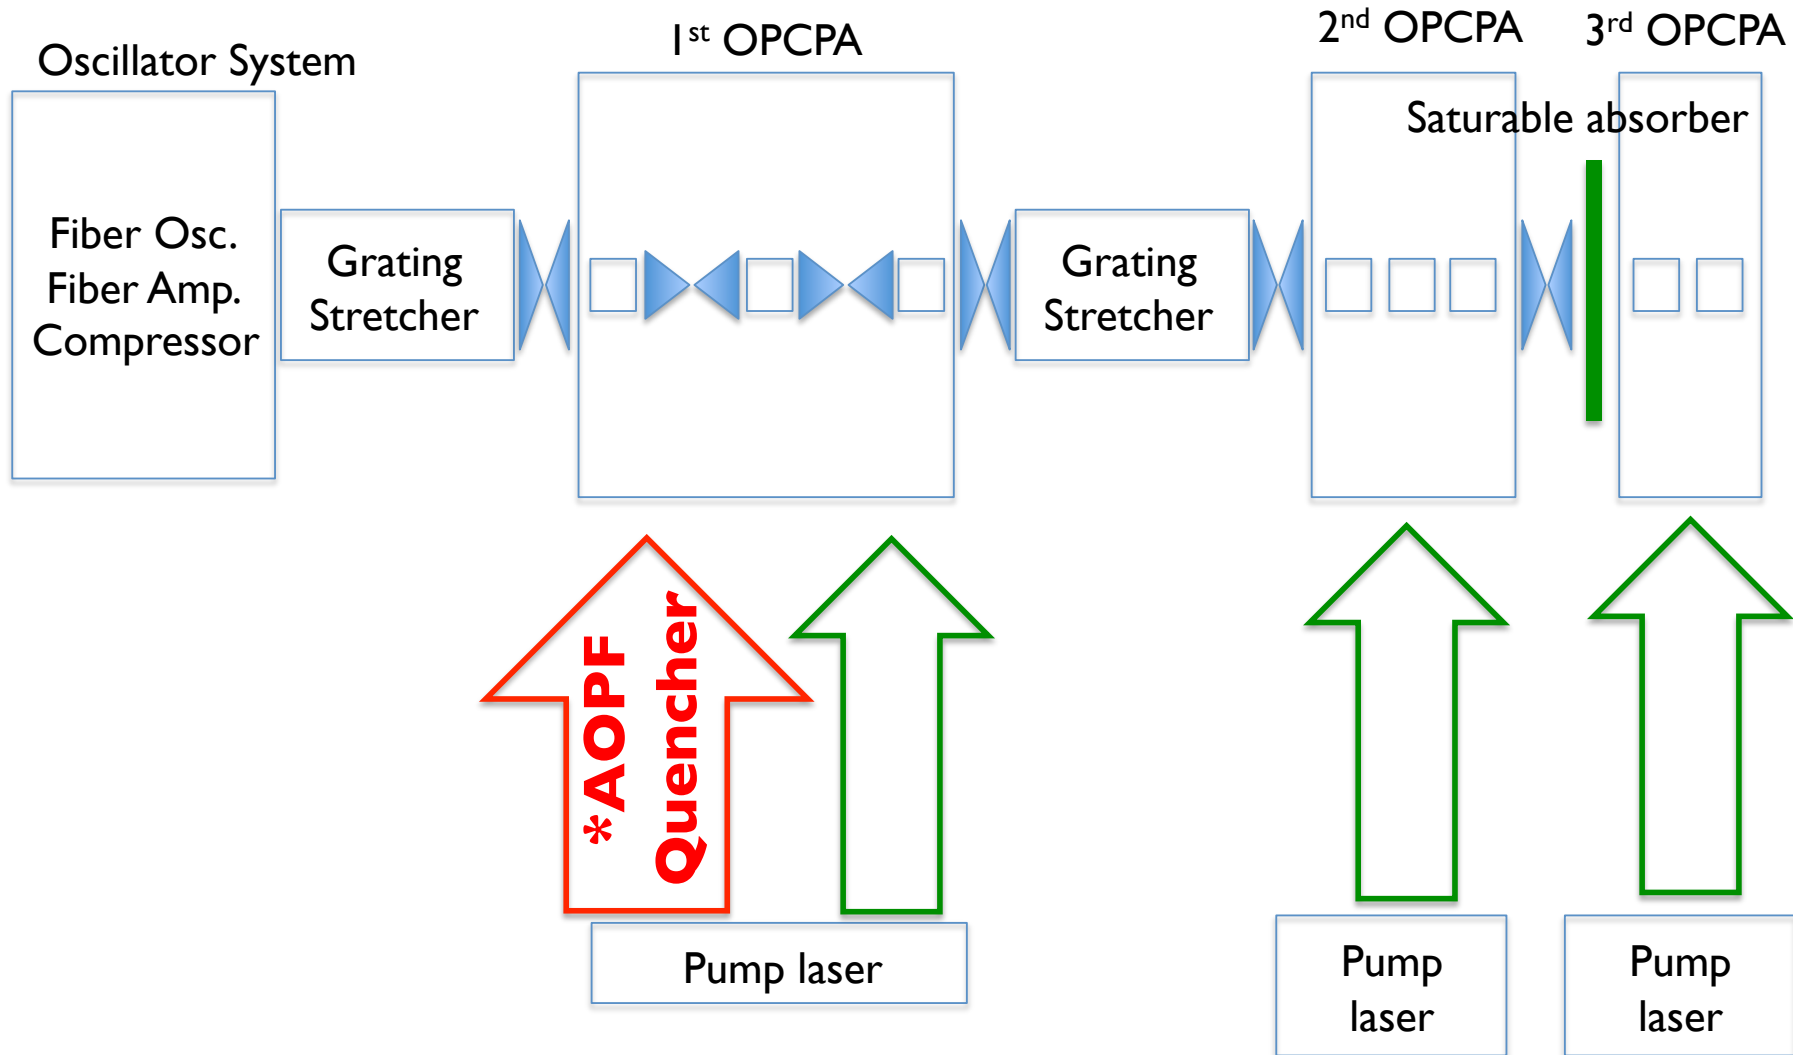 Oscillator System
1st OPCPA
2nd OPCPA
3rd OPCPA
Saturable absorber
Fiber Osc.
Fiber Amp.
Compressor
Grating
Stretcher
Grating
Stretcher
*AOPF
Quencher
Pump laser
Pump
laser
Pump
laser